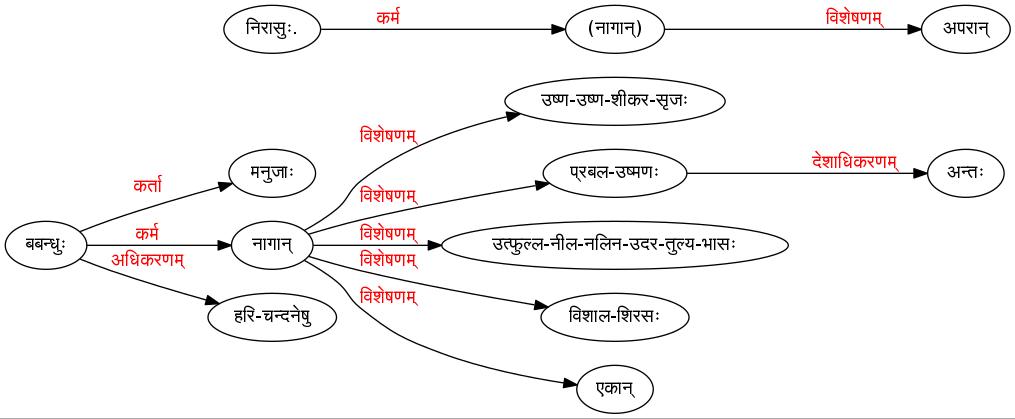 निरासुः.
कर्म
(नागान्)
विशेषणम्
अपरान्
उष्ण-उष्ण-शीकर-सृजः
विशेषणम्
मनुजाः
कर्ता
विशेषणम्
प्रबल-उष्मणः
देशाधिकरणम्
अन्तः
बबन्धुः
कर्म
नागान्
विशेषणम्
उत्फुल्ल-नील-नलिन-उदर-तुल्य-भासः
अधिकरणम्
विशेषणम्
हरि-चन्दनेषु
विशेषणम्
विशाल-शिरसः
एकान्